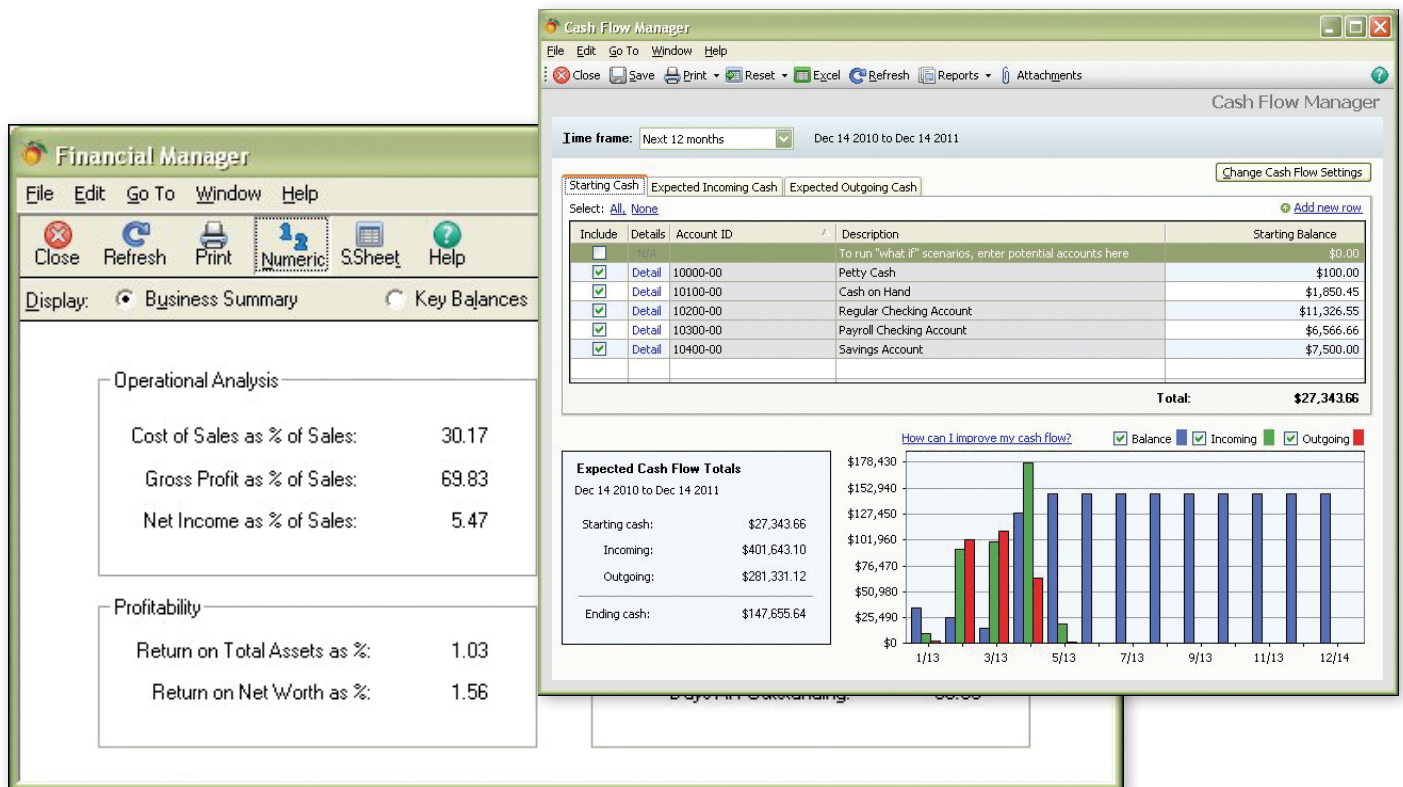 Financial Manager
File Edit Go To Window Help
Close Refresh Print Numeric S.Sheet Help
Display: Business Summary Key Balances
Operational Analysis
Cost of Sales as % of Sales: 30.17
Gross Profit as % of Sales: 69.83
Net Income as % of Sales: 5.47
Profitability
Return on Total Assets as %: 1.03
Return on Net Worth as %: 1.56
Cash Flow Manager
File Edit Go To Window Help
Close Save Print Reset Excel Refresh Reports Attachments
Cash Flow Manager
Time frame: Next 12 months Dec 14 2010 to Dec 14 2011
Change Cash Flow Settings
Starting Cash Expected Incoming Cash Expected Outgoing Cash
Select: All, None Add new row
Include Details Account ID Description Starting Balance
N/A To run "what if" scenarios, enter potential accounts here $0.00
Detail 10000-00 Petty Cash $100.00
Detail 10100-00 Cash on Hand $1,850.45
Detail 10200-00 Regular Checking Account $11,326.55
Detail 10300-00 Payroll Checking Account $6,566.66
Detail 10400-00 Savings Account $7,500.00
Total: $27,343.66
How can I improve my cash flow? Balance Incoming Outgoing
Expected Cash Flow Totals
Dec 14 2010 to Dec 14 2011
Starting cash: $27,343.66
Incoming: $401,643.10
Outgoing: $281,331.12
Ending cash: $147,655.64
$178,430
$152,940
$127,450
$101,960
$76,470
$50,980
$25,490
$0
1/13 3/13 5/13 7/13 9/13 11/13 12/14